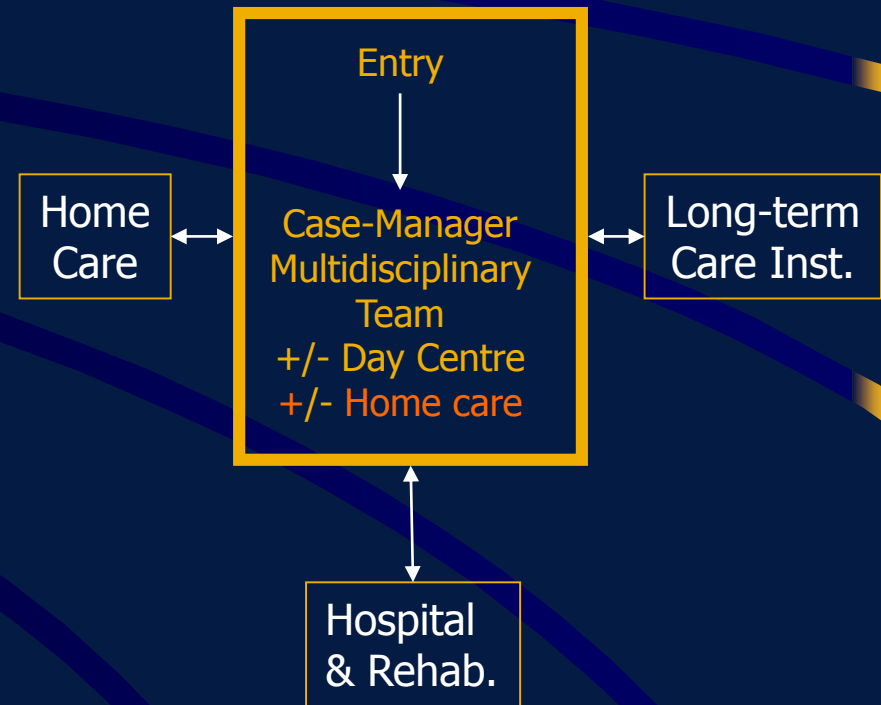 Entry
Home
Care
Case-Manager
Multidisciplinary
Team
+/- Day Centre
+/- Home care
Long-term
Care Inst.
Hospital
& Rehab.